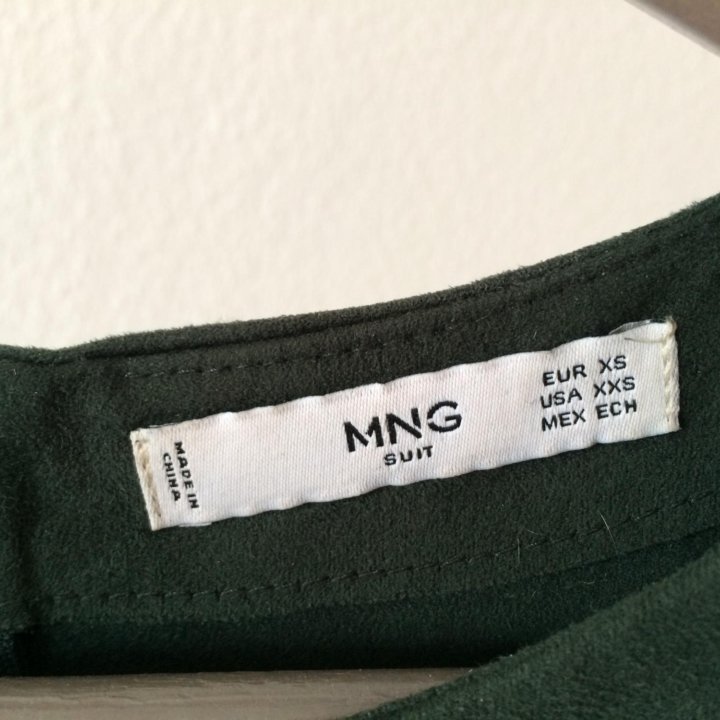 MADE IN
CHINA
MNG
SUIT
EUR XS
USA XXS
MEX ECH